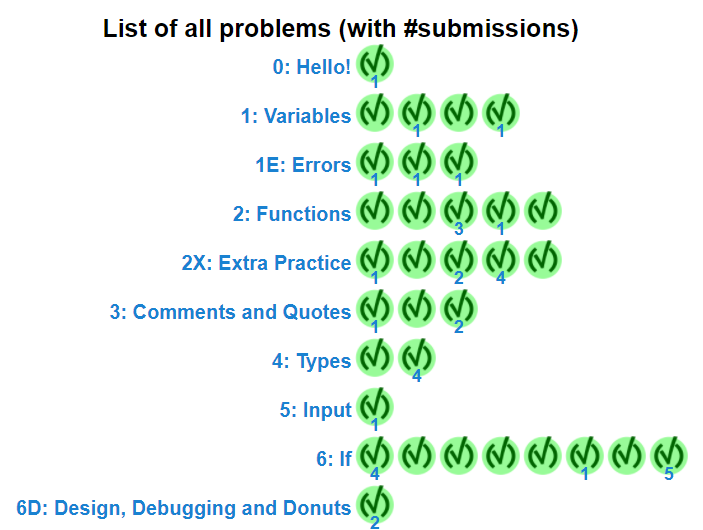 List of all problems (with #submissions)
0: Hello!
1
1: Variables
1 1
1E: Errors
1 1 1
2: Functions
3 1
2X: Extra Practice
1 2 4
3: Comments and Quotes
1 2
4: Types
4
5: Input
1
6: If
4 1 5
6D: Design, Debugging and Donuts
2